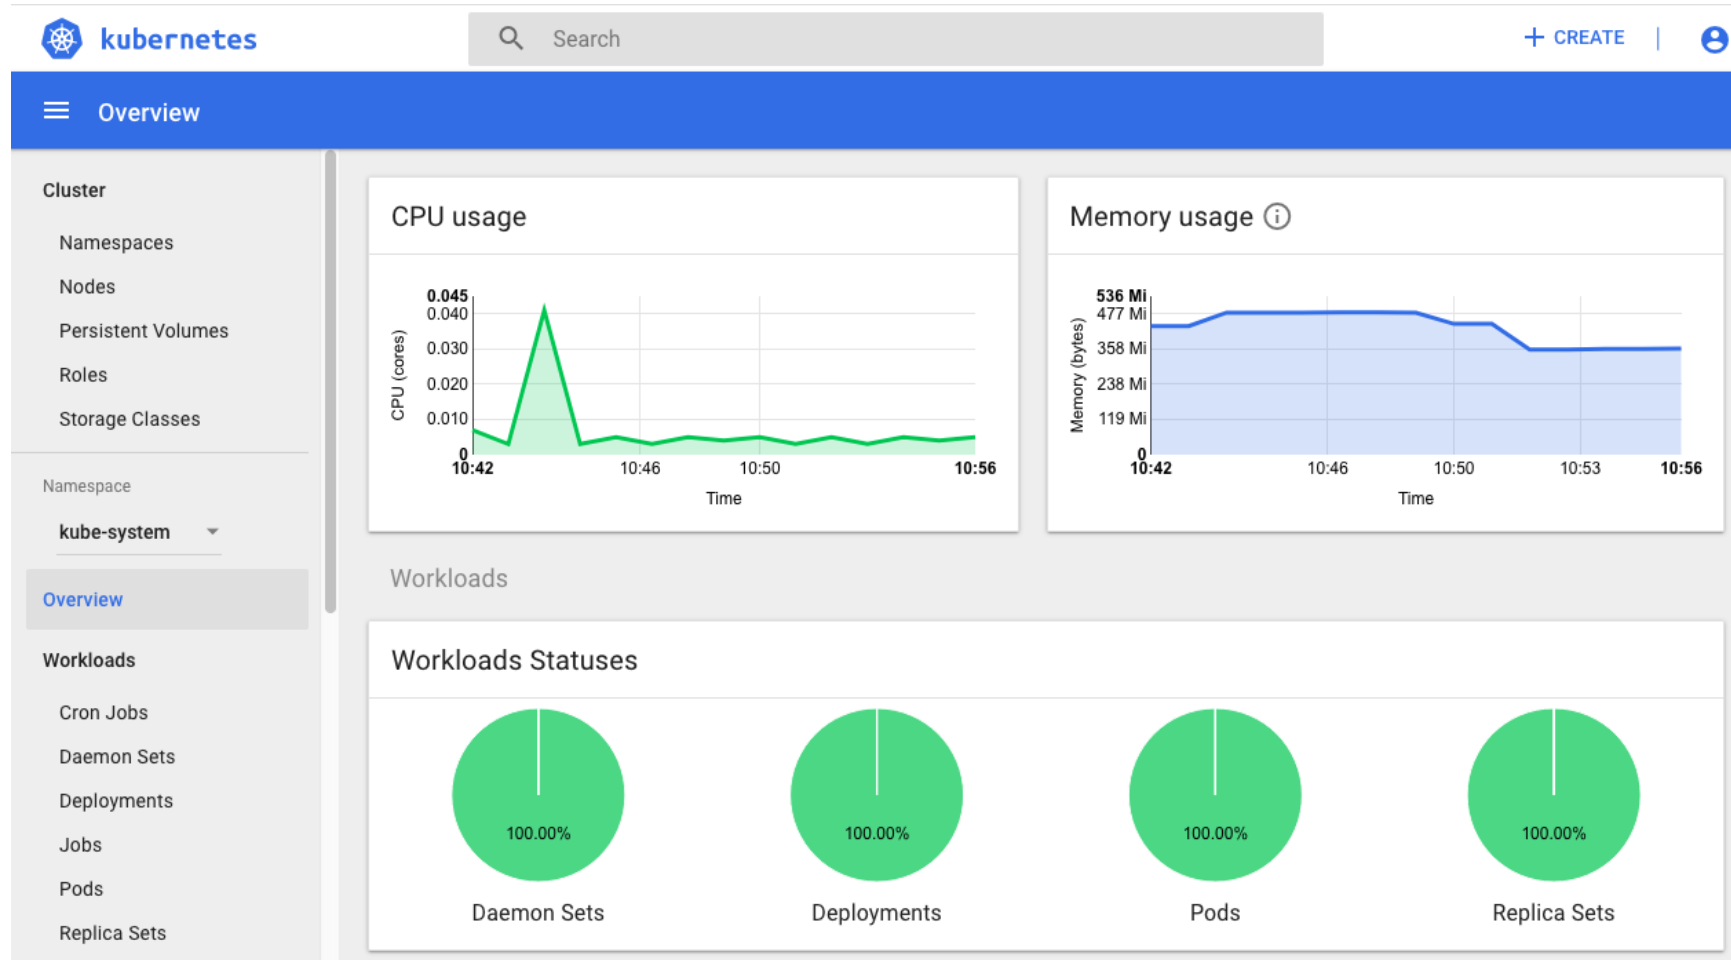 kubernetes
Search
+ CREATE
Overview
Cluster
Namespaces
Nodes
Persistent Volumes
Roles
Storage Classes
Namespace
kube-system
Overview
Workloads
Cron Jobs
Daemon Sets
Deployments
Jobs
Pods
Replica Sets
CPU usage
CPU (cores)
0.045
0.040
0.030
0.020
0.010
0
10:42 10:46 10:50 10:56
Time
Memory usage
Memory (bytes)
536 Mi
477 Mi
358 Mi
238 Mi
119 Mi
0
10:42 10:46 10:50 10:53 10:56
Time
Workloads
Workloads Statuses
100.00% 100.00% 100.00% 100.00%
Daemon Sets Deployments Pods Replica Sets